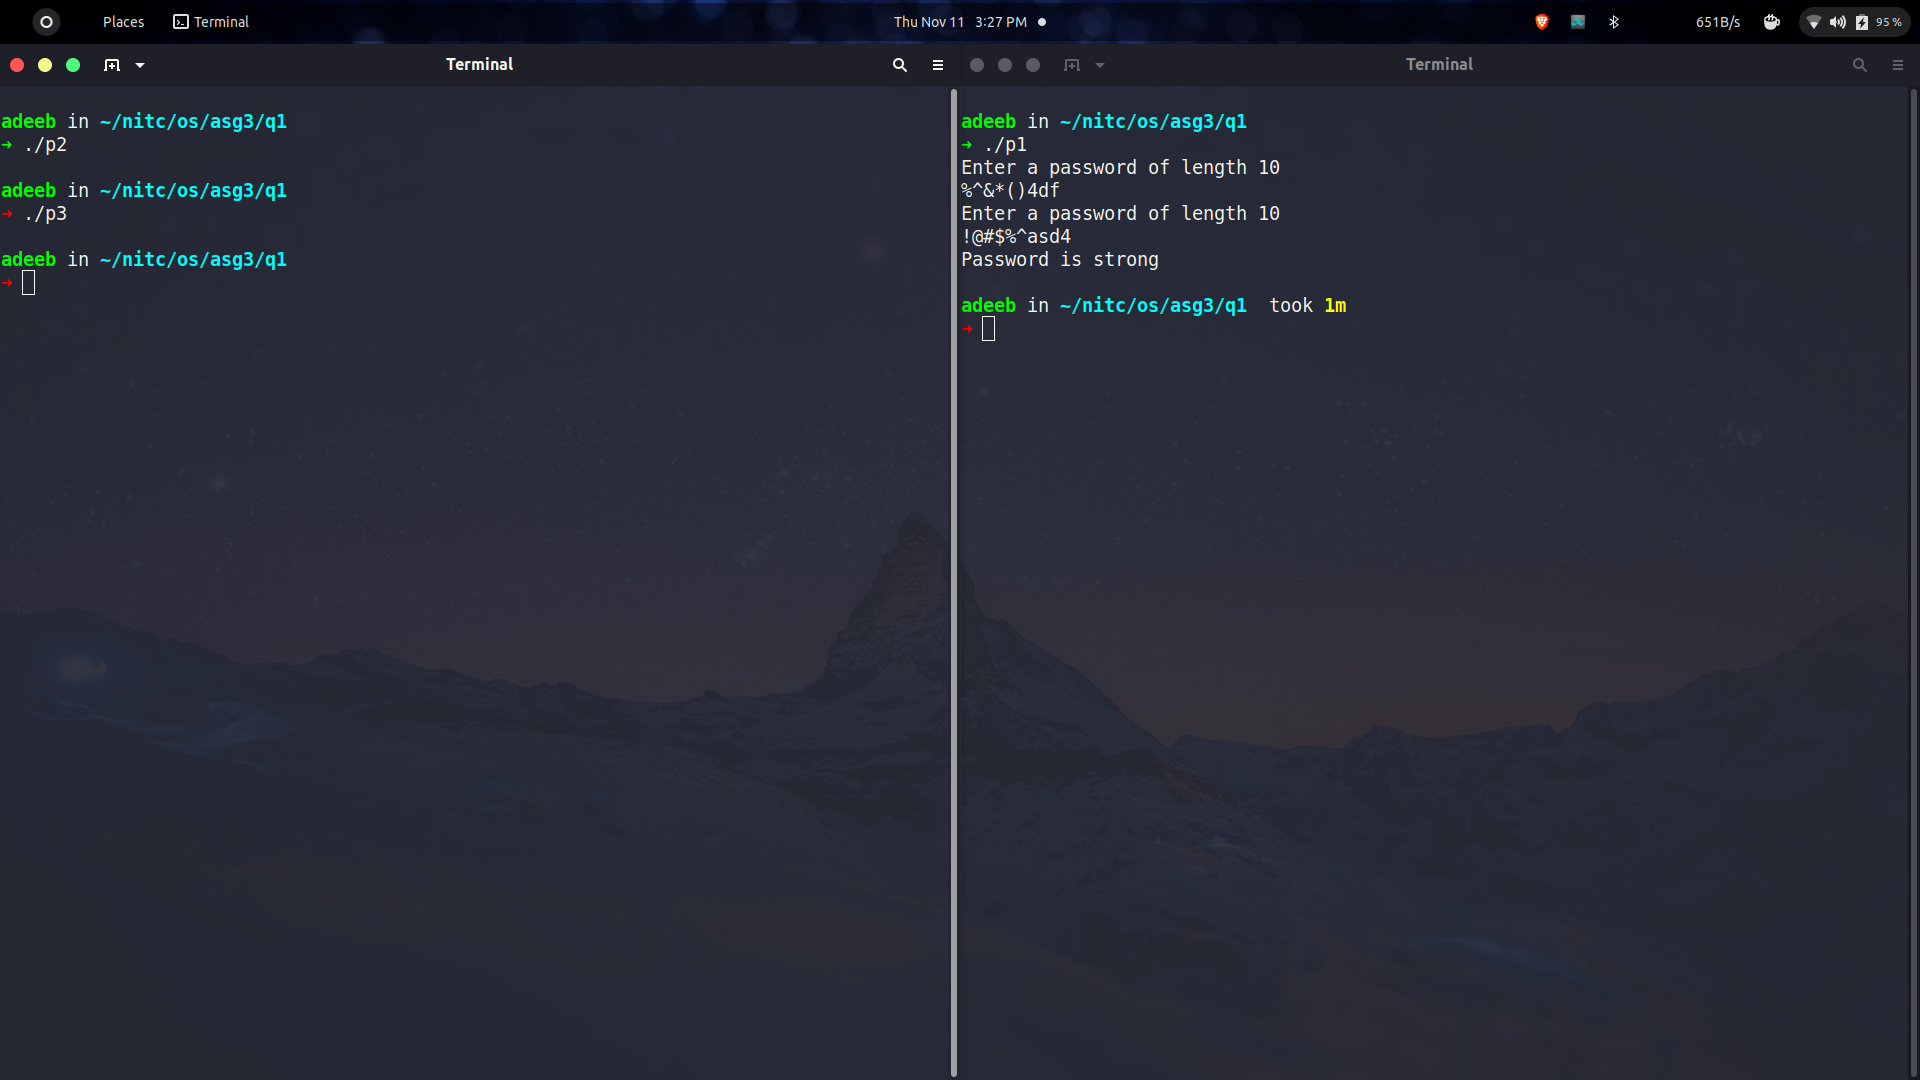 Places Terminal Thu Nov 11 3:27 PM 651B/s 95 %
Terminal
adeeb in ~/nitc/os/asg3/q1
➜ ./p2
adeeb in ~/nitc/os/asg3/q1
➜ ./p3
adeeb in ~/nitc/os/asg3/q1
➜
Terminal
adeeb in ~/nitc/os/asg3/q1
➜ ./p1
Enter a password of length 10
%^&*()4df
Enter a password of length 10
!@#$%^asd4
Password is strong
adeeb in ~/nitc/os/asg3/q1  took 1m
➜